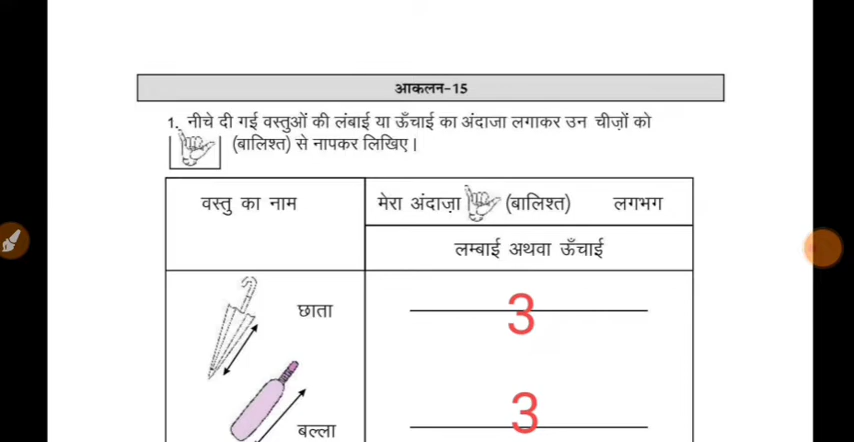 आकलन-15
1. नीचे दी गई वस्तुओं की लंबाई या ऊँचाई का अंदाजा लगाकर उन चीज़ों को
(बालिश्त) से नापकर लिखिए।
वस्तु का नाम
मेरा अंदाज़ा (बालिश्त) लगभग
लम्बाई अथवा ऊँचाई
छाता
3
बल्ला
3